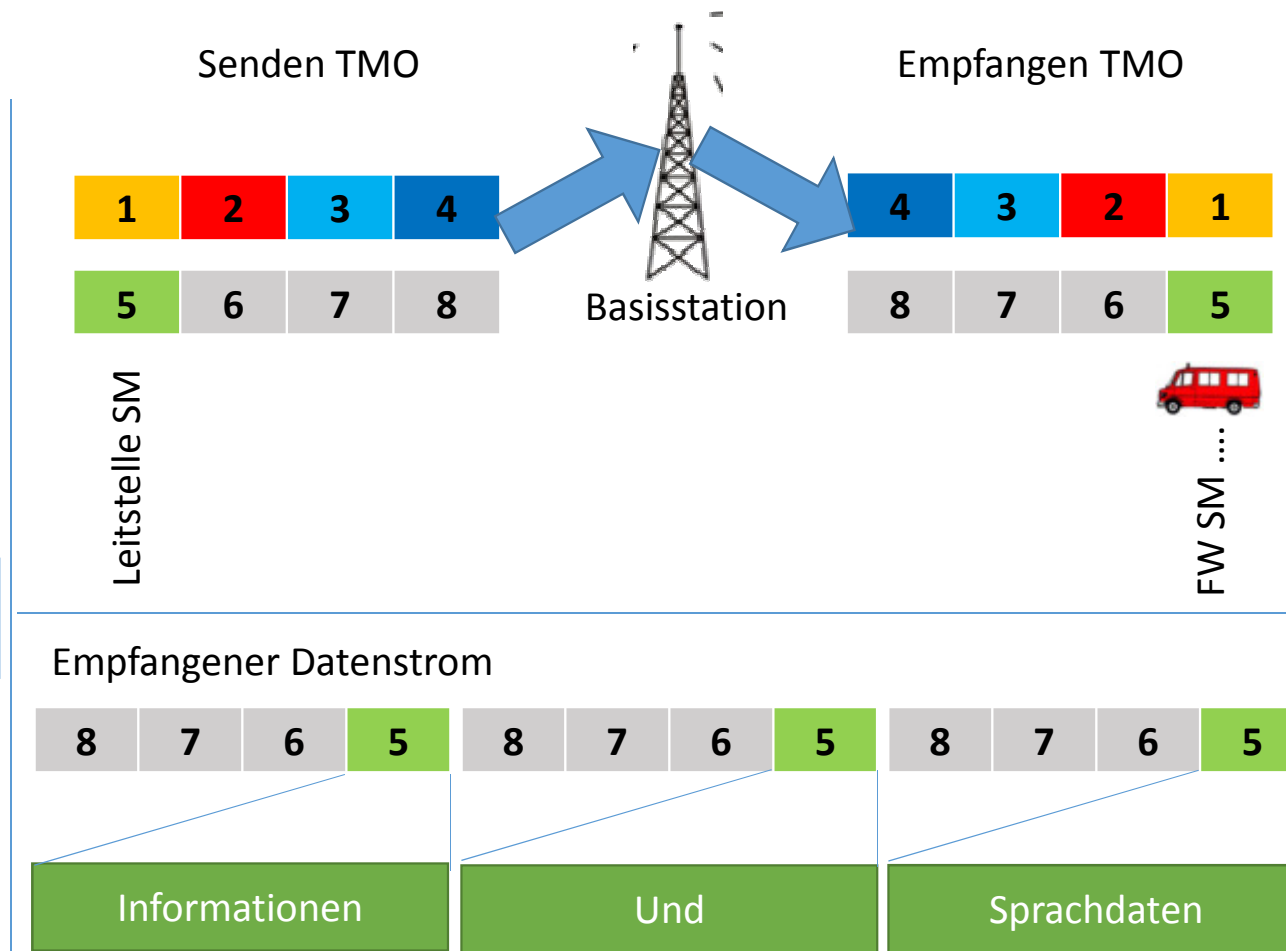 Senden TMO
Empfangen TMO
1 2 3 4
4 3 2 1
5 6 7 8
Basisstation
8 7 6 5
Leitstelle SM
FW SM ....
Empfangener Datenstrom
8 7 6 5 8 7 6 5 8 7 6 5
Informationen
Und
Sprachdaten